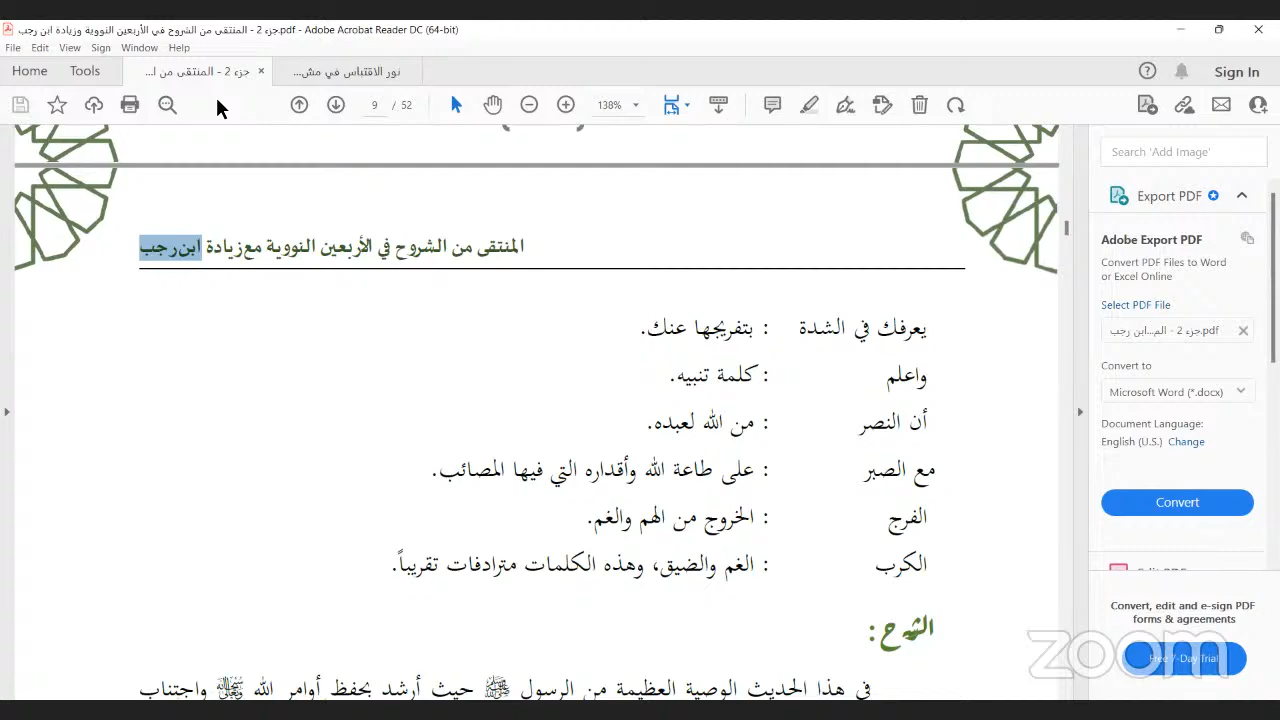 جزء 2 - المنتقى من الشروح في الأربعين النووية وزيادة ابن رجب.pdf - Adobe Acrobat Reader DC (64-bit)
File Edit View Sign Window Help
Home Tools جزء 2 - المنتقى من ا... × نور الاقتباس في مش... Sign In
9 / 52 138%
Search 'Add Image'
Export PDF
Adobe Export PDF
Convert PDF Files to Word
or Excel Online
Select PDF File
جزء 2 - الم...ابن رجب.pdf
Convert to
Microsoft Word (*.docx)
Document Language:
English (U.S.) Change
Convert
Convert, edit and e-sign PDF
forms & agreements
Free 7-Day Trial
zoom
المنتقى من الشروح في الأربعين النووية مع زيادة ابن رجب
يعرفك في الشدة : بتفريجها عنك.
واعلم : كلمة تنبيه.
أن النصر : من الله لعبده.
مع الصبر : على طاعة الله وأقداره التي فيها المصائب.
الفرج : الخروج من الهم والغم.
الكرب : الغم والضيق، وهذه الكلمات مترادفات تقريباً.
الشرح :
في هذا الحديث الوصية العظيمة من الرسول ﷺ حيث أرشد بحفظ أوامر الله واجتناب